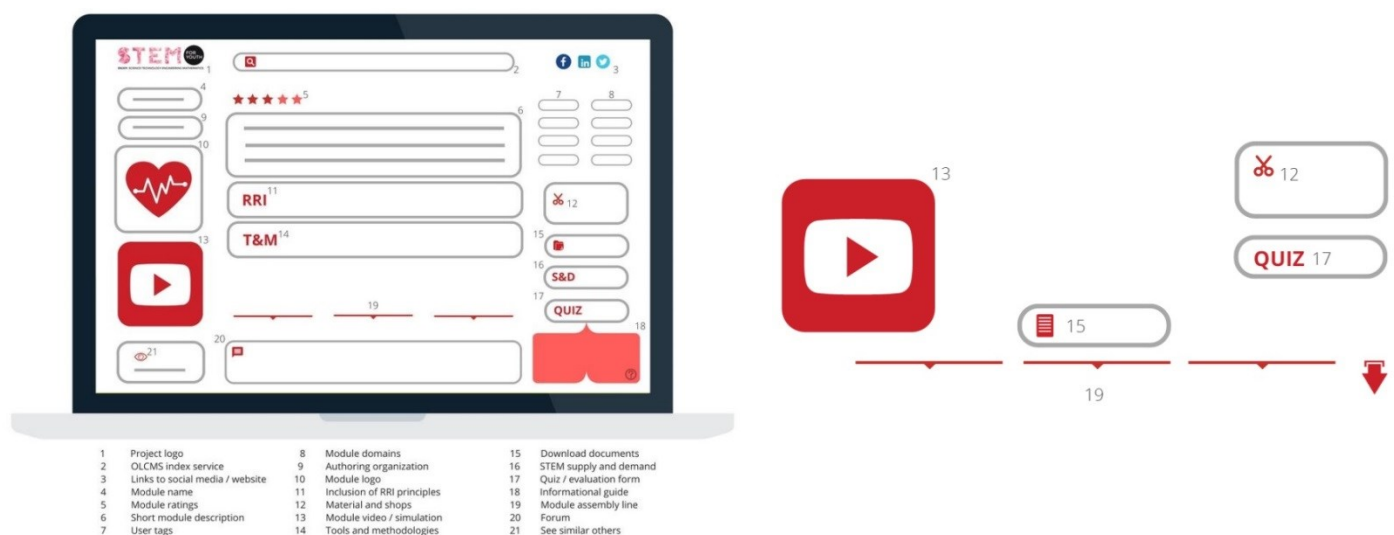 STEM FOR YOUTH
1
2
3
4
5
6
7
8
9
10
RRI 11
12
13
T&M 14
15
16
S&D
17
QUIZ
18
19
20
21
13
12
QUIZ 17
15
19
1 Project logo
2 OLCMS index service
3 Links to social media / website
4 Module name
5 Module ratings
6 Short module description
7 User tags
8 Module domains
9 Authoring organization
10 Module logo
11 Inclusion of RRI principles
12 Material and shops
13 Module video / simulation
14 Tools and methodologies
15 Download documents
16 STEM supply and demand
17 Quiz / evaluation form
18 Informational guide
19 Module assembly line
20 Forum
21 See similar others